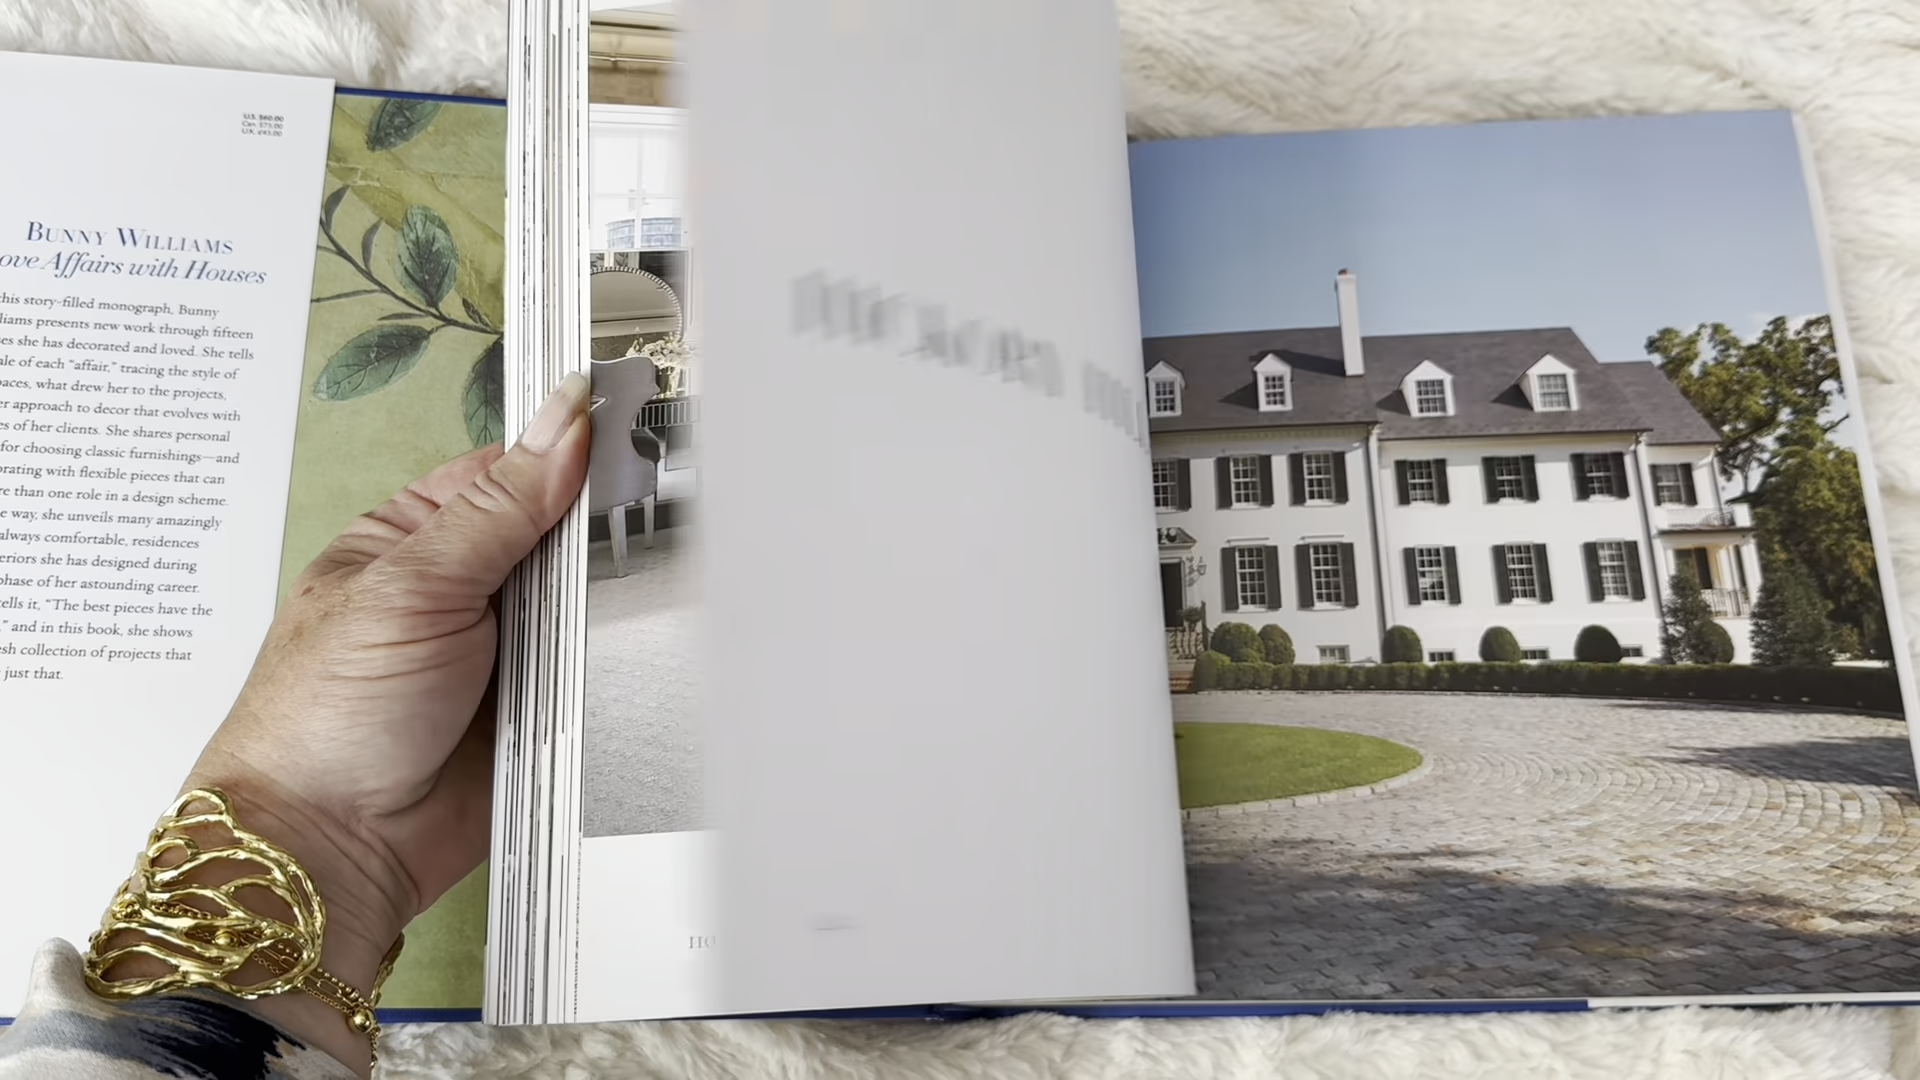 U.S. $60.00
Can. $75.00
U.K. £45.00
BUNNY WILLIAMS
ove Affairs with Houses
this story-filled monograph, Bunny
liams presents new work through fifteen
es she has decorated and loved. She tells
ale of each "affair," tracing the style of
paces, what drew her to the projects,
er approach to decor that evolves with
es of her clients. She shares personal
for choosing classic furnishings—and
orating with flexible pieces that can
re than one role in a design scheme.
e way, she unveils many amazingly
always comfortable, residences
eriors she has designed during
phase of her astounding career.
tells it, "The best pieces have the
," and in this book, she shows
esh collection of projects that
just that.
HO